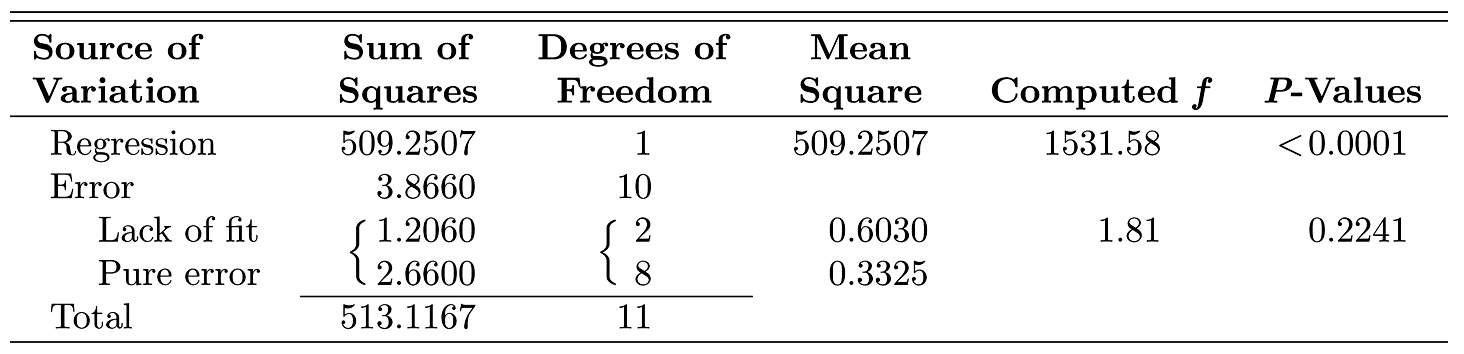 Source of Sum of Degrees of Mean
Variation Squares Freedom Square Computed f P-Values
Regression 509.2507 1 509.2507 1531.58 <0.0001
Error 3.8660 10
Lack of fit { 1.2060 { 2 0.6030 1.81 0.2241
Pure error 2.6600 8 0.3325
Total 513.1167 11